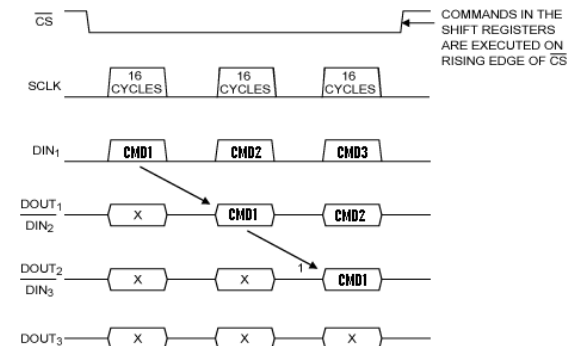 CS
COMMANDS IN THE
SHIFT REGISTERS
ARE EXECUTED ON
RISING EDGE OF CS
SCLK
16 CYCLES
16 CYCLES
16 CYCLES
DIN1
CMD1
CMD2
CMD3
DOUT1
DIN2
X
CMD1
CMD2
DOUT2
DIN3
X
X
1
CMD1
DOUT3
X
X
X